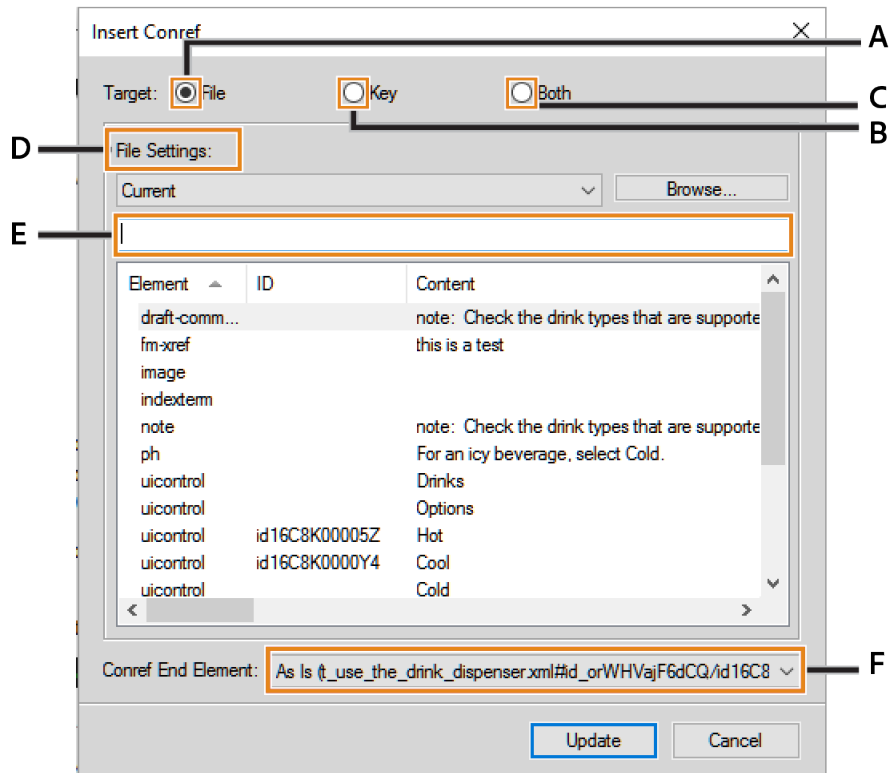 Insert Conref
A
Target: File Key Both
C
B
D
File Settings:
Current Browse...
E
Element ID Content
draft-comm... note: Check the drink types that are supporte
fm-xref this is a test
image
indexterm
note note: Check the drink types that are supporte
ph For an icy beverage, select Cold.
uicontrol Drinks
uicontrol Options
uicontrol id16C8K00005Z Hot
uicontrol id16C8K0000Y4 Cool
uicontrol Cold
Conref End Element: As Is (t_use_the_drink_dispenser.xml#id_orWHVajF6dCQ/id16C8
F
Update Cancel